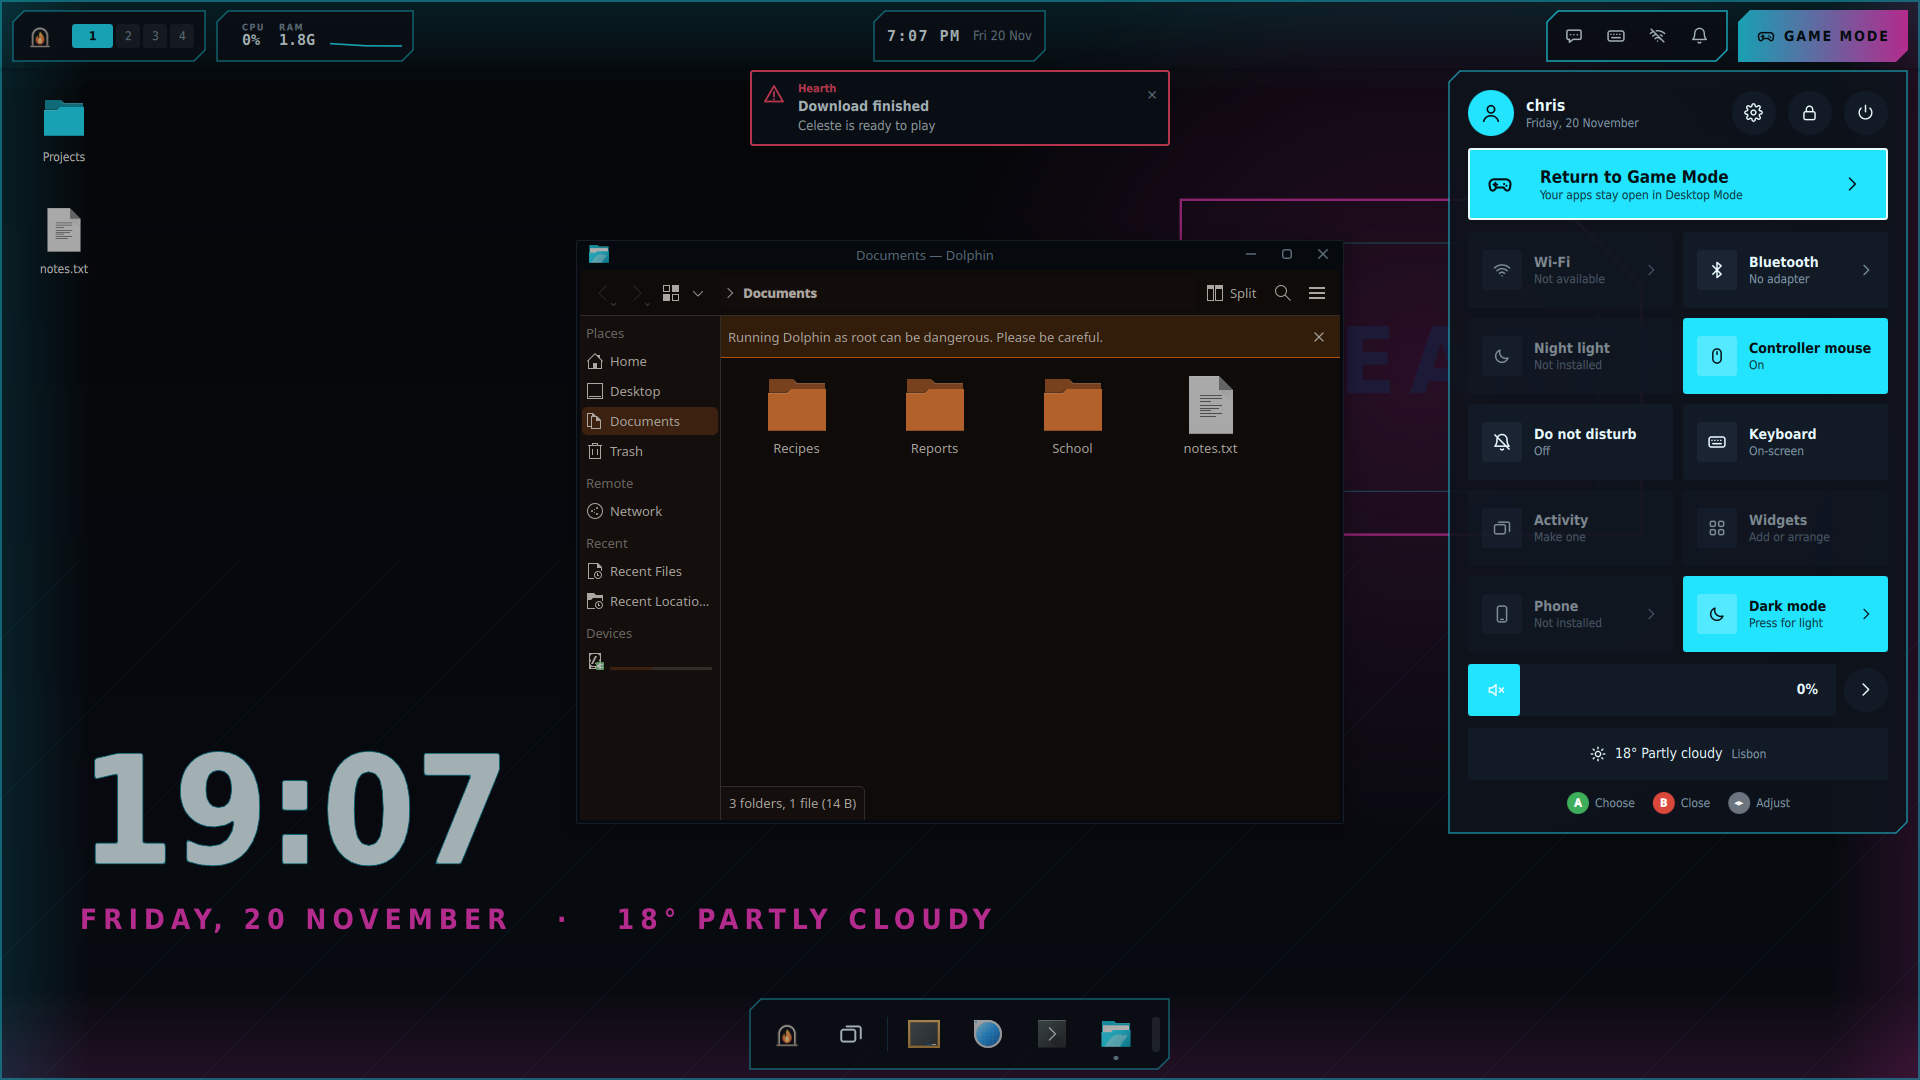 1 2 3 4
CPU RAM
0% 1.8G
7:07 PM Fri 20 Nov
GAME MODE
Projects
notes.txt
Hearth
Download finished
Celeste is ready to play
chris
Friday, 20 November
Return to Game Mode
Your apps stay open in Desktop Mode
Wi-Fi
Not available
Bluetooth
No adapter
Night light
Not installed
Controller mouse
On
Do not disturb
Off
Keyboard
On-screen
Activity
Make one
Widgets
Add or arrange
Phone
Not installed
Dark mode
Press for light
0%
18° Partly cloudy Lisbon
A Choose B Close Adjust
Documents — Dolphin
Documents
Split
Places
Home
Desktop
Documents
Trash
Remote
Network
Recent
Recent Files
Recent Locatio...
Devices
Running Dolphin as root can be dangerous. Please be careful.
Recipes
Reports
School
notes.txt
3 folders, 1 file (14 B)
EA
19:07
FRIDAY, 20 NOVEMBER · 18° PARTLY CLOUDY